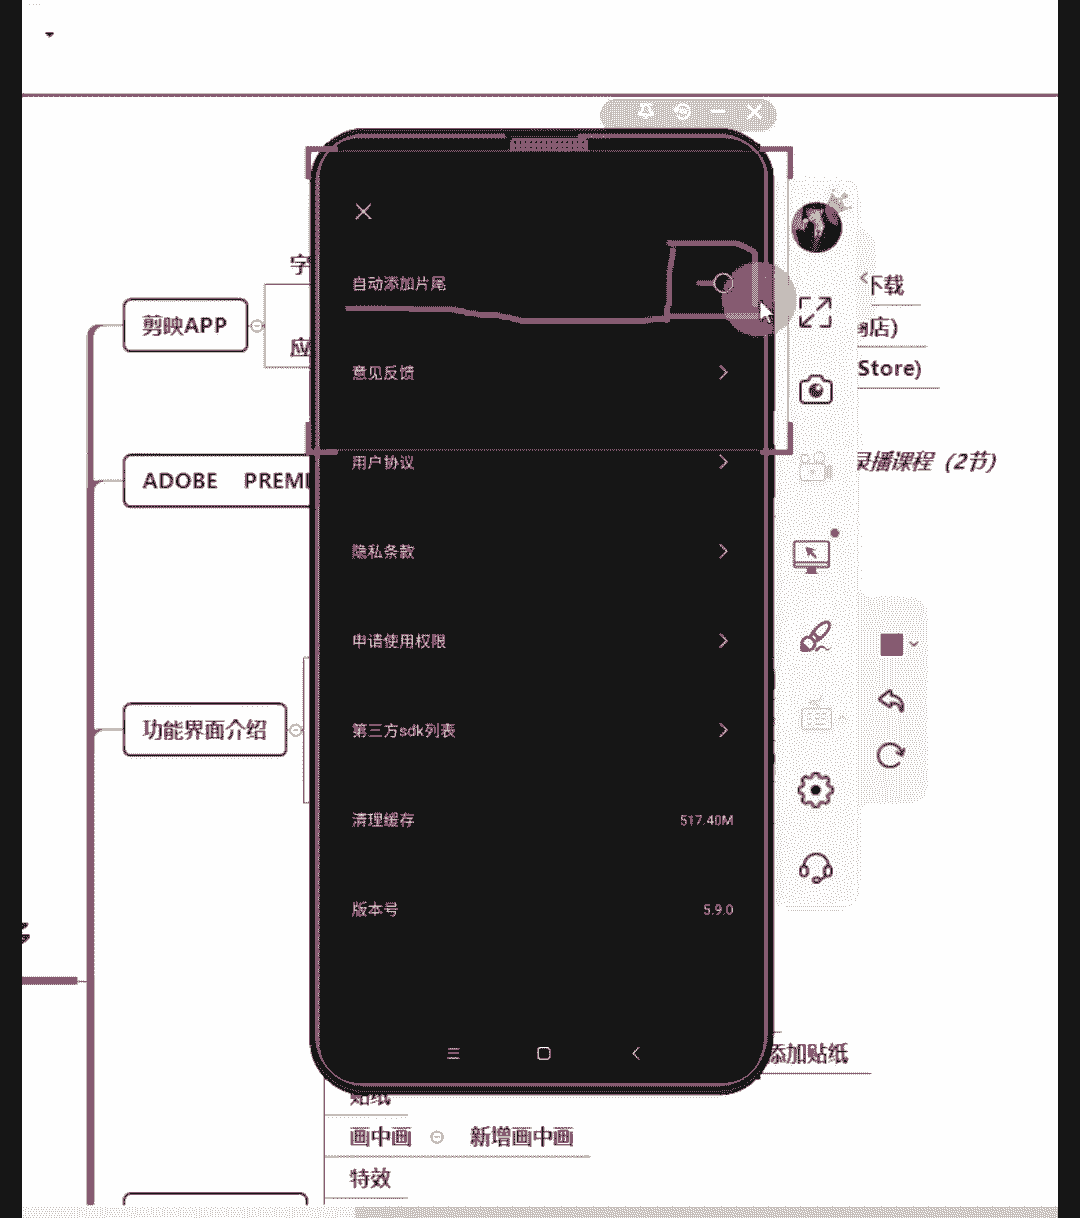 自动添加片尾
意见反馈
用户协议
隐私条款
申请使用权限
第三方sdk列表
清理缓存 517.40M
版本号 5.9.0
字
剪映APP
应
下载
店)
Store)
ADOBE PREMI
录播课程（2节）
功能界面介绍
添加贴纸
贴纸
画中画 新增画中画
特效